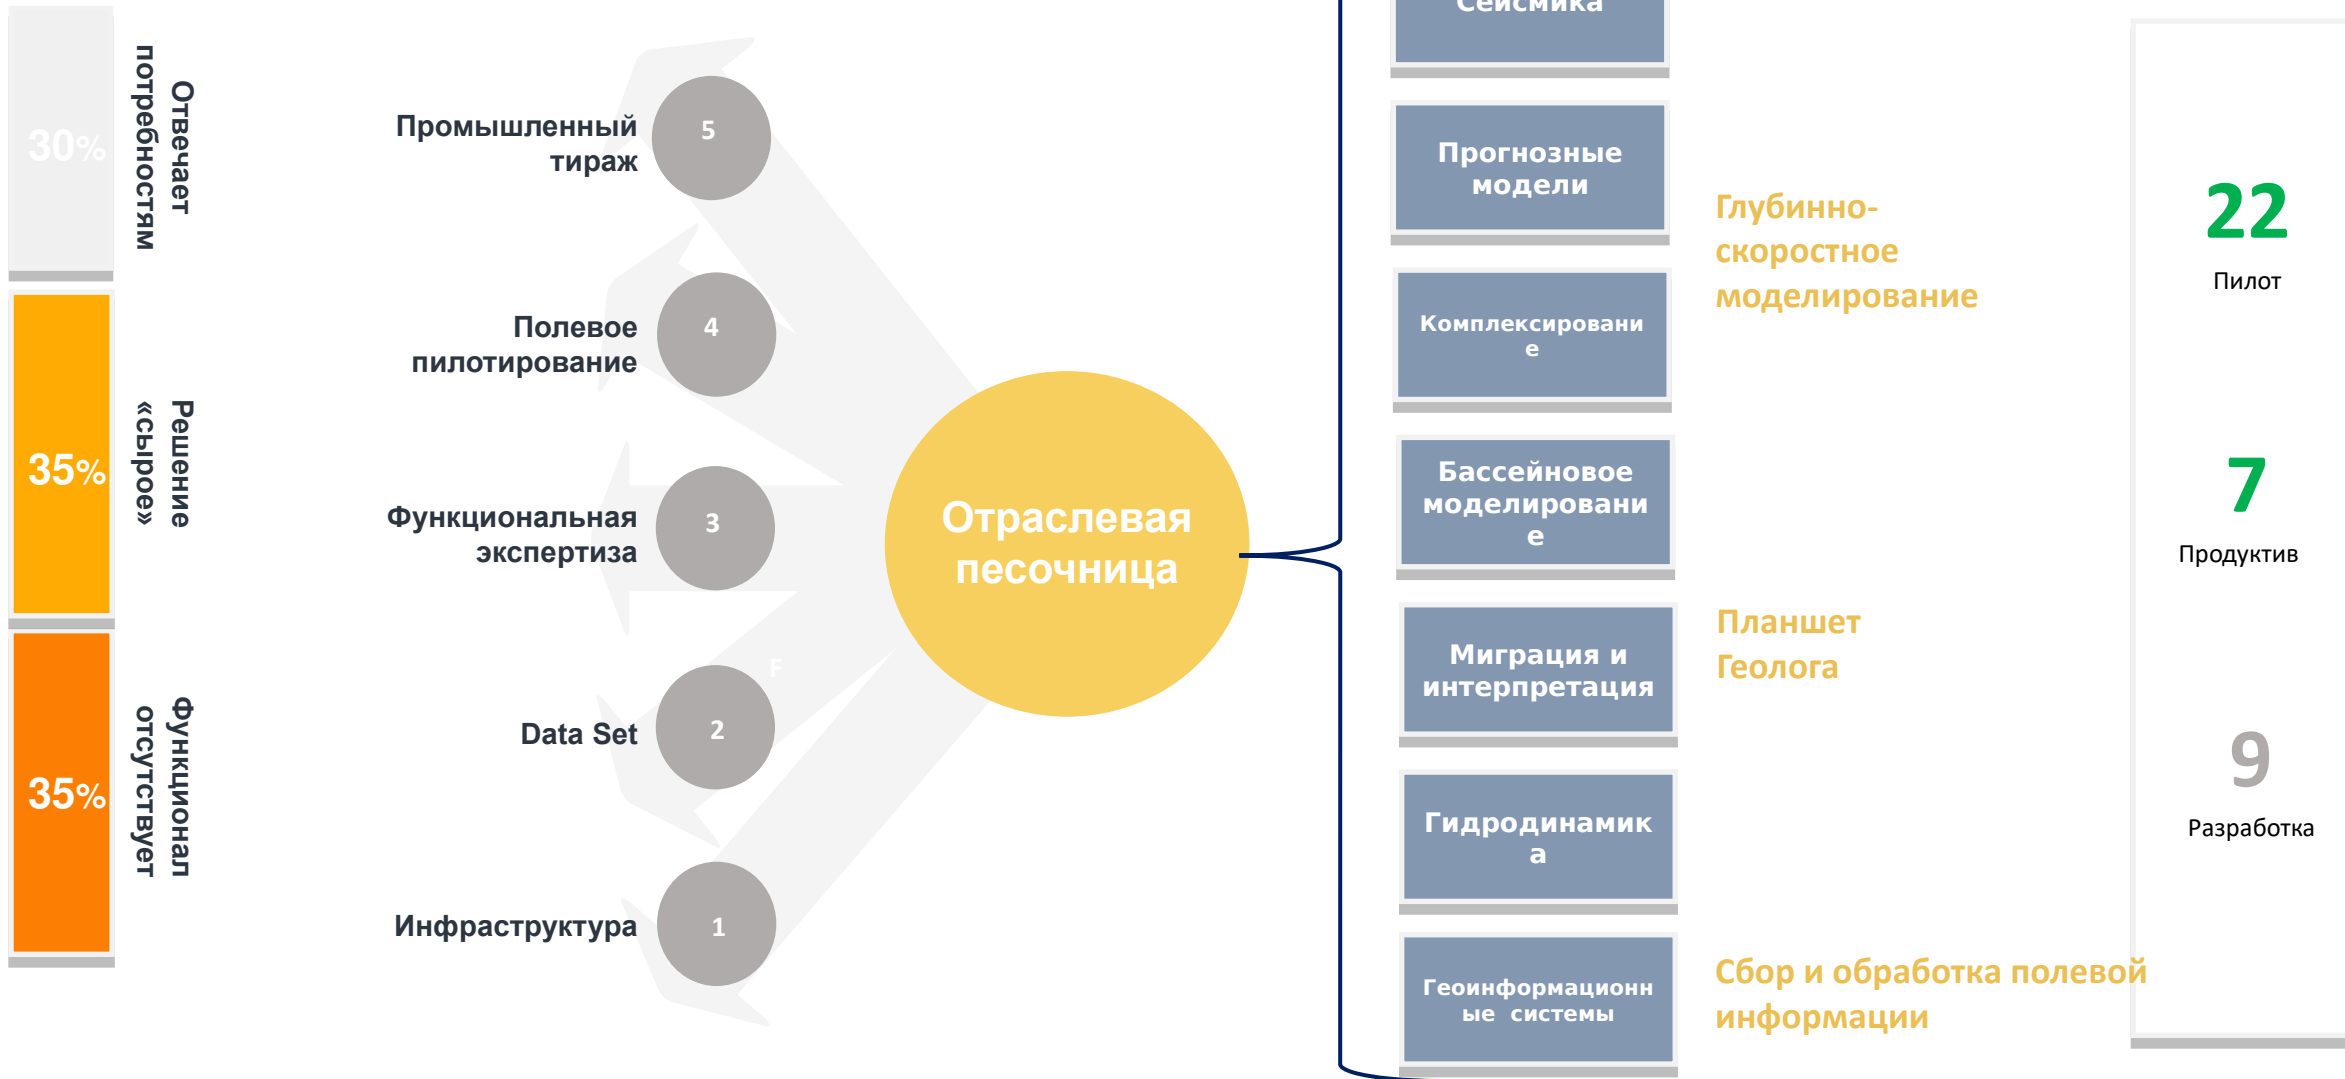 30%
Отвечает
потребностям
35%
Решение
«сырое»
35%
Функционал
отсутствует
Промышленный
тираж
5
Полевое
пилотирование
4
Функциональная
экспертиза
3
F
Data Set
2
Инфраструктура
1
Отраслевая
песочница
Сейсмика
Прогнозные
модели
Комплексировани
е
Бассейновое
моделировани
е
Миграция и
интерпретация
Гидродинамик
а
Геоинформационн
ые системы
Глубинно-
скоростное
моделирование
Планшет
Геолога
Сбор и обработка полевой
информации
22
Пилот
7
Продуктив
9
Разработка